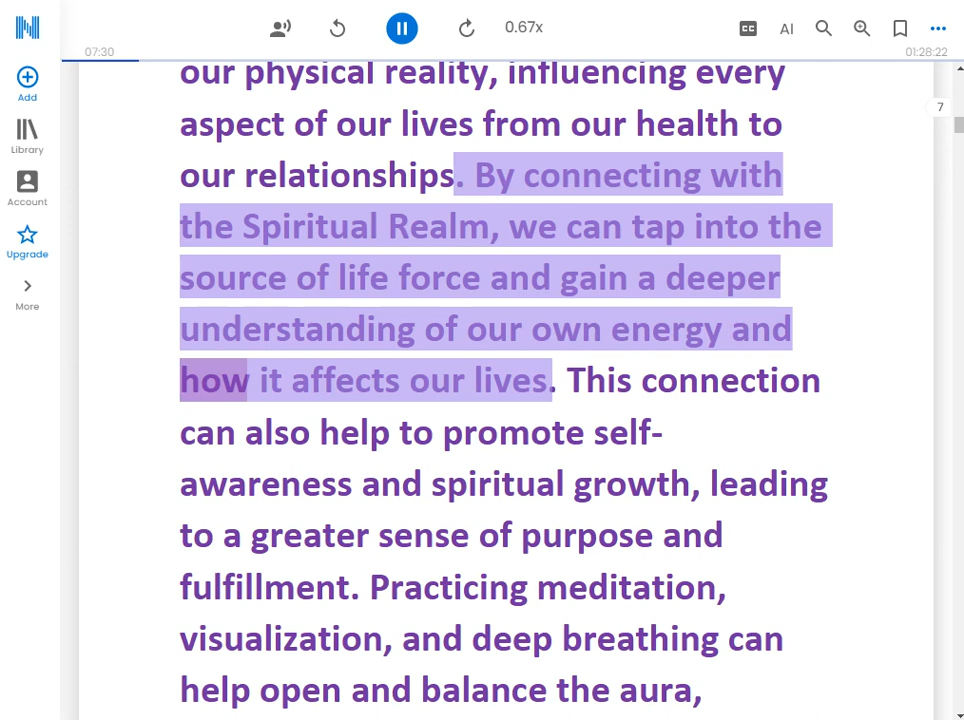 0.67x
CC
AI
07:30
01:28:22
Add
Library
Account
Upgrade
More
7
our physical reality, influencing every
aspect of our lives from our health to
our relationships. By connecting with
the Spiritual Realm, we can tap into the
source of life force and gain a deeper
understanding of our own energy and
how it affects our lives. This connection
can also help to promote self-
awareness and spiritual growth, leading
to a greater sense of purpose and
fulfillment. Practicing meditation,
visualization, and deep breathing can
help open and balance the aura,